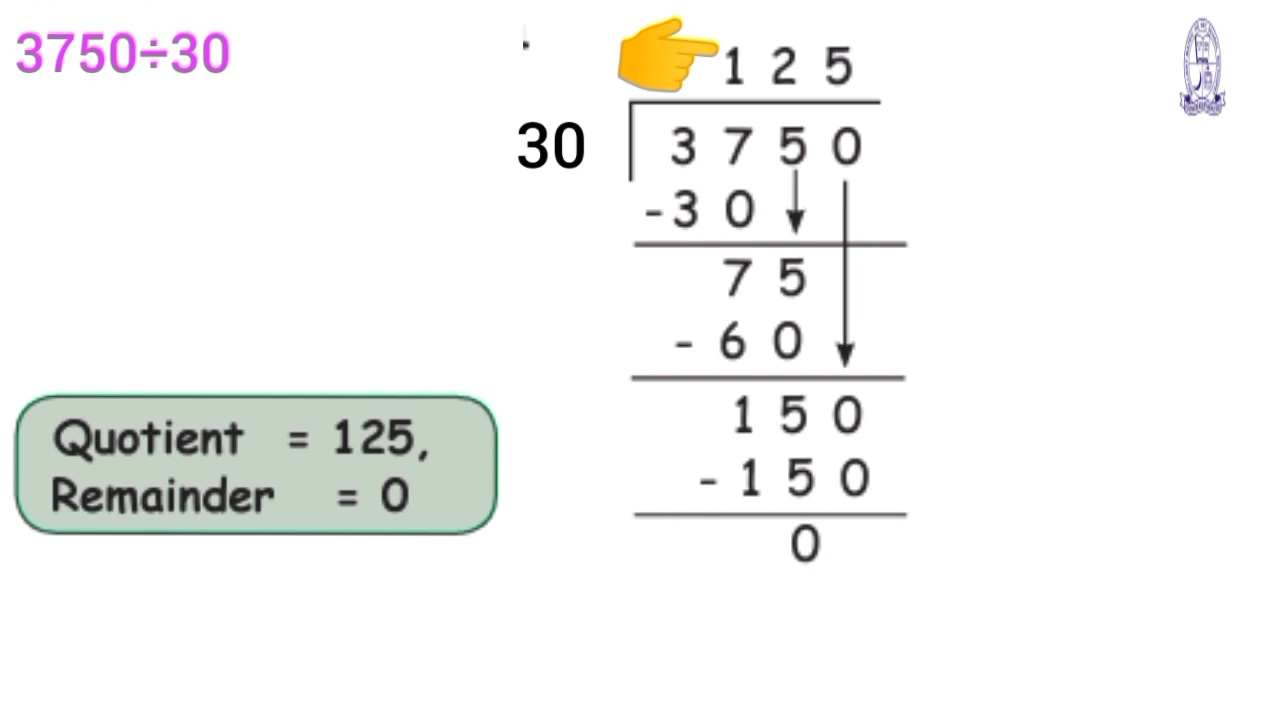 3750÷30
1 2 5
30 3 7 5 0
-3 0
7 5
- 6 0
1 5 0
- 1 5 0
0
Quotient = 125,
Remainder = 0